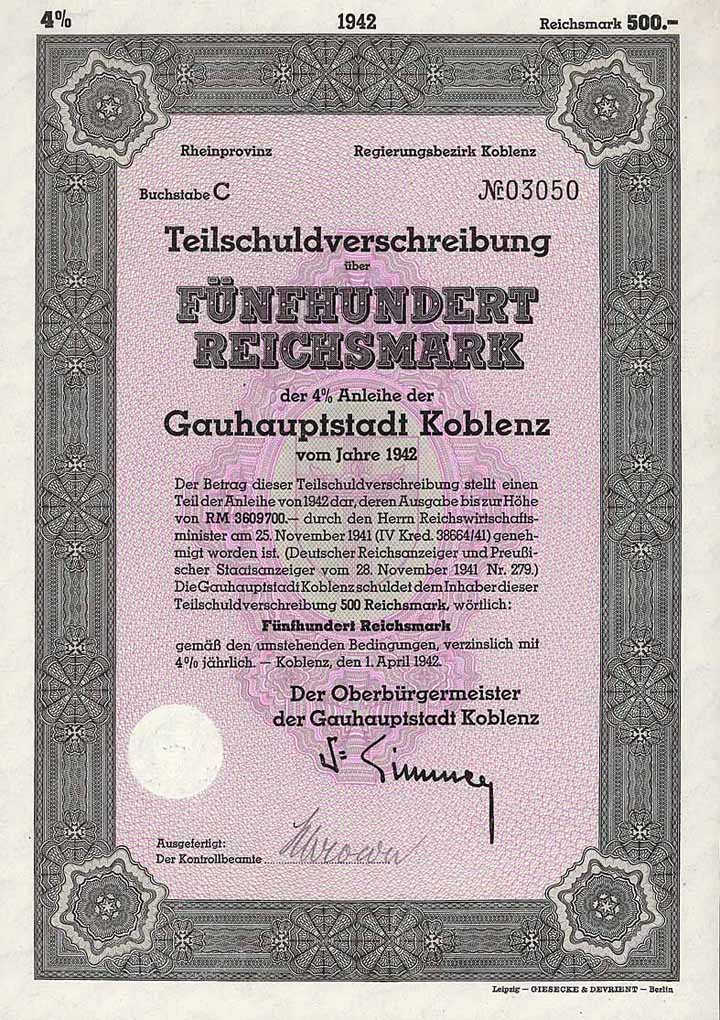 4% 1942 Reichsmark 500.-
Rheinprovinz Regierungsbezirk Koblenz
Buchstabe C № 03050
Teilschuldverschreibung
über
FÜNFHUNDERT
REICHSMARK
der 4% Anleihe der
Gauhauptstadt Koblenz
vom Jahre 1942
Der Betrag dieser Teilschuldverschreibung stellt einen
Teil der Anleihe von 1942 dar, deren Ausgabe bis zur Höhe
von RM 3609700.— durch den Herrn Reichswirtschafts-
minister am 25. November 1941 (IV Kred. 38664/41) geneh-
migt worden ist. (Deutscher Reichsanzeiger und Preußi-
scher Staatsanzeiger vom 28. November 1941 Nr. 279.)
Die Gauhauptstadt Koblenz schuldet dem Inhaber dieser
Teilschuldverschreibung 500 Reichsmark, wörtlich:
Fünfhundert Reichsmark
gemäß den umstehenden Bedingungen, verzinslich mit
4% jährlich. — Koblenz, den 1. April 1942.
Der Oberbürgermeister
der Gauhauptstadt Koblenz
Ausgefertigt:
Der Kontrollbeamte
Leipzig — GIESECKE & DEVRIENT — Berlin